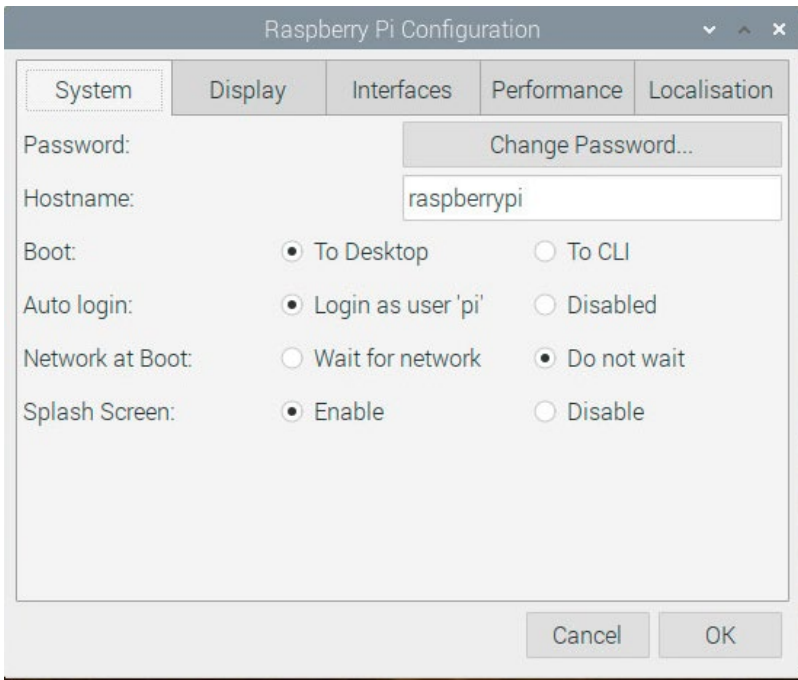 Raspberry Pi Configuration
System Display Interfaces Performance Localisation
Password: Change Password...
Hostname: raspberrypi
Boot: To Desktop To CLI
Auto login: Login as user 'pi' Disabled
Network at Boot: Wait for network Do not wait
Splash Screen: Enable Disable
Cancel OK